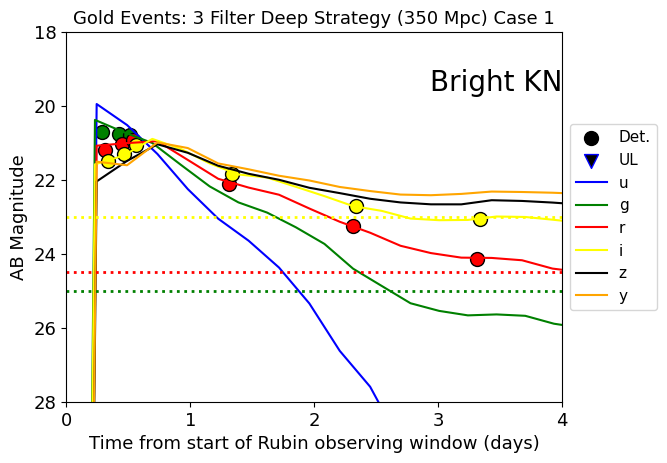 Gold Events: 3 Filter Deep Strategy (350 Mpc) Case 1
18
20
22
24
26
28
AB Magnitude
Bright KN
0
1
2
3
4
Time from start of Rubin observing window (days)
Det.
UL
u
g
r
i
z
y